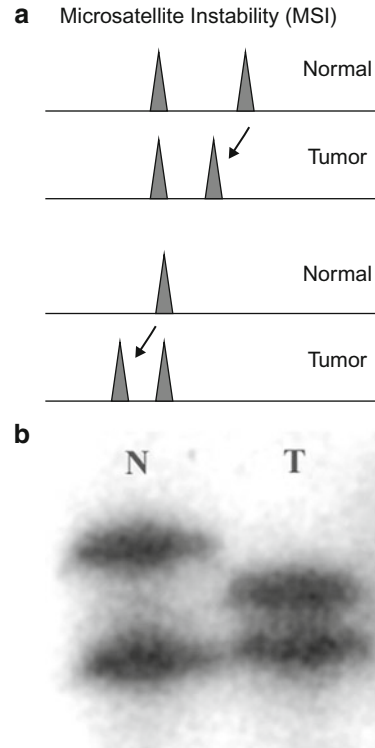 a Microsatellite Instability (MSI)
Normal
Tumor
Normal
Tumor
b
N T